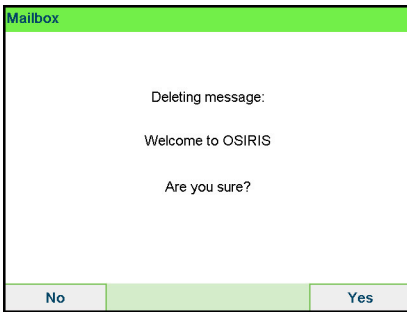 Mailbox
Deleting message:
Welcome to OSIRIS
Are you sure?
No
Yes